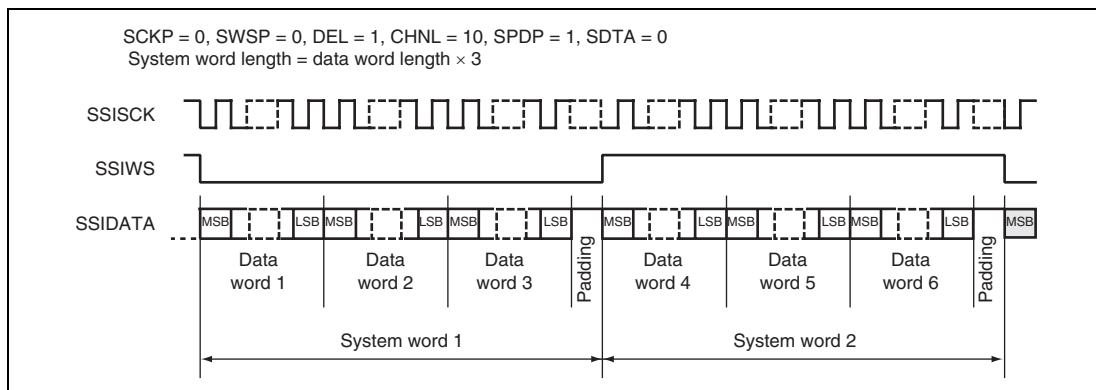 SCKP = 0, SWSP = 0, DEL = 1, CHNL = 10, SPDP = 1, SDTA = 0
System word length = data word length × 3
SSISCK
SSIWS
SSIDATA
MSB LSB MSB LSB MSB LSB MSB LSB MSB LSB MSB LSB MSB
Data word 1
Data word 2
Data word 3
Padding
Data word 4
Data word 5
Data word 6
Padding
System word 1
System word 2